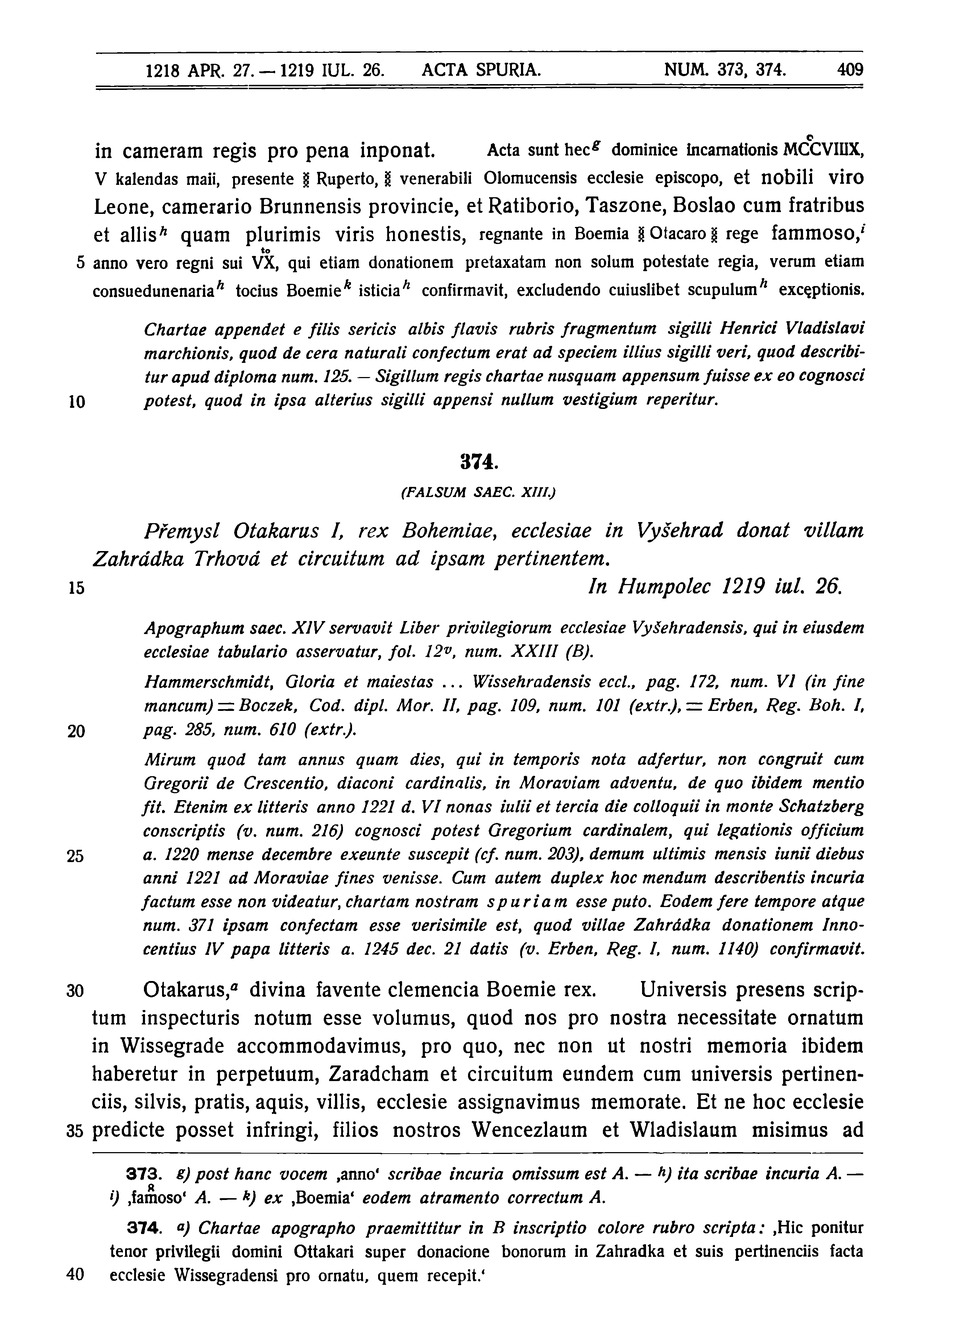 1218 APR. 27. — 1219 IUL. 26. ACTA SPURIA. NUM. 373, 374. 409
in cameram regis pro pena inponat. Acta sunt hec g dominice incarnationis MCͦCVIIIX,
V kalendas maii, presente ꞩ Ruperto, ꞩ venerabili Olomucensis ecclesie episcopo, et nobili viro
Leone, camerario Brunnensis provincie, et Ratiborio, Taszone, Boslao cum fratribus
et allis h quam plurimis viris honestis, regnante in Boemia ꞩ Otacaro ꞩ rege fammoso, i
5 anno vero regni sui VX to, qui etiam donationem pretaxatam non solum potestate regia, verum etiam
consuedunenaria h tocius Boemie k isticia h confirmavit, excludendo cuiuslibet scupulum h excęptionis.
Chartae appendet e filis sericis albis flavis rubris fragmentum sigilli Henrici Vladislavi
marchionis, quod de cera naturali confectum erat ad speciem illius sigilli veri, quod describi-
tur apud diploma num. 125. — Sigillum regis chartae nusquam appensum fuisse ex eo cognosci
10 potest, quod in ipsa alterius sigilli appensi nullum vestigium reperitur.
374.
(FALSUM SAEC. XIII.)
Přemysl Otakarus I, rex Bohemiae, ecclesiae in Vyšehrad donat villam
Zahrádka Trhová et circuitum ad ipsam pertinentem.
15 In Humpolec 1219 iul. 26.
Apographum saec. XIV servavit Liber privilegiorum ecclesiae Vyšehradensis, qui in eiusdem
ecclesiae tabulario asservatur, fol. 12v, num. XXIII (B).
Hammerschmidt, Gloria et maiestas ... Wissehradensis eccl., pag. 172, num. VI (in fine
mancum) = Boczek, Cod. dipl. Mor. II, pag. 109, num. 101 (extr.), = Erben, Reg. Boh. I,
20 pag. 285, num. 610 (extr.).
Mirum quod tam annus quam dies, qui in temporis nota adfertur, non congruit cum
Gregorii de Crescentio, diaconi cardinalis, in Moraviam adventu, de quo ibidem mentio
fit. Etenim ex litteris anno 1221 d. VI nonas iulii et tercia die colloquii in monte Schatzberg
conscriptis (v. num. 216) cognosci potest Gregorium cardinalem, qui legationis officium
25 a. 1220 mense decembre exeunte suscepit (cf. num. 203), demum ultimis mensis iunii diebus
anni 1221 ad Moraviae fines venisse. Cum autem duplex hoc mendum describentis incuria
factum esse non videatur, chartam nostram spuriam esse puto. Eodem fere tempore atque
num. 371 ipsam confectam esse verisimile est, quod villae Zahrádka donationem Inno-
centius IV papa litteris a. 1245 dec. 21 datis (v. Erben, Reg. I, num. 1140) confirmavit.
30 Otakarus, a divina favente clemencia Boemie rex. Universis presens scrip-
tum inspecturis notum esse volumus, quod nos pro nostra necessitate ornatum
in Wissegrade accommodavimus, pro quo, nec non ut nostri memoria ibidem
haberetur in perpetuum, Zaradcham et circuitum eundem cum universis pertinen-
ciis, silvis, pratis, aquis, villis, ecclesie assignavimus memorate. Et ne hoc ecclesie
35 predicte posset infringi, filios nostros Wencezlaum et Wladislaum misimus ad
373. g) post hanc vocem ‚anno‘ scribae incuria omissum est A. — h) ita scribae incuria A. —
i) ‚famoso‘ A. — k) ex ‚Boemia‘ eodem atramento correctum A.
374. a) Chartae apographo praemittitur in B inscriptio colore rubro scripta: ‚Hic ponitur
tenor privilegii domini Ottakari super donacione bonorum in Zahradka et suis pertinenciis facta
40 ecclesie Wissegradensi pro ornatu, quem recepit.‘